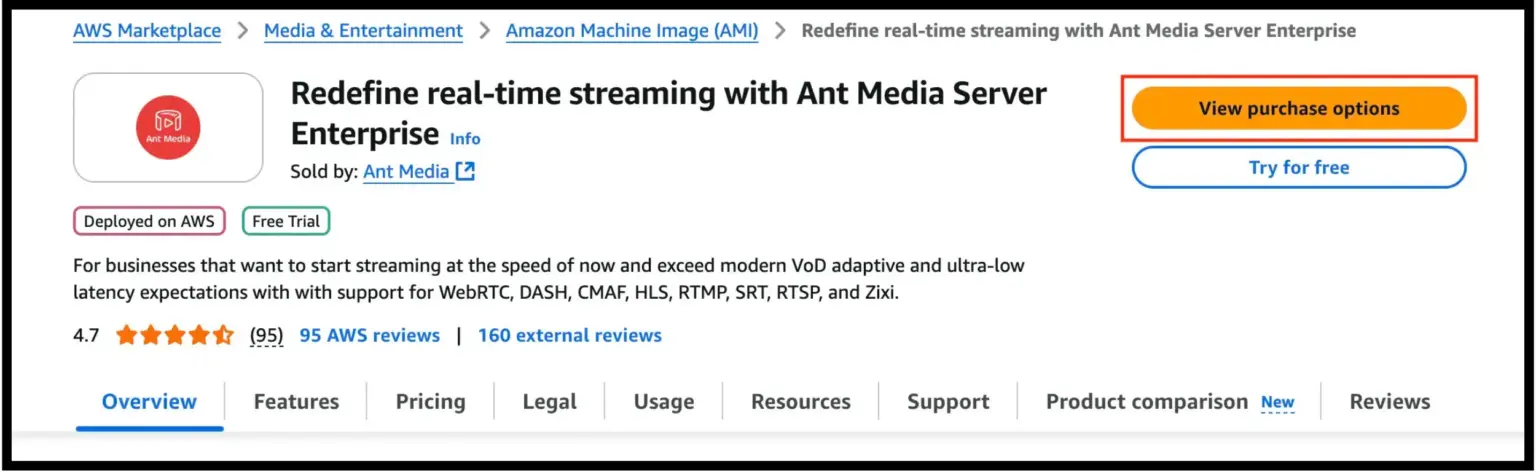 AWS Marketplace > Media & Entertainment > Amazon Machine Image (AMI) > Redefine real-time streaming with Ant Media Server Enterprise
Ant Media
Redefine real-time streaming with Ant Media Server
Enterprise Info
Sold by: Ant Media
View purchase options
Try for free
Deployed on AWS Free Trial
For businesses that want to start streaming at the speed of now and exceed modern VoD adaptive and ultra-low
latency expectations with with support for WebRTC, DASH, CMAF, HLS, RTMP, SRT, RTSP, and Zixi.
4.7 (95) 95 AWS reviews | 160 external reviews
Overview Features Pricing Legal Usage Resources Support Product comparison New Reviews